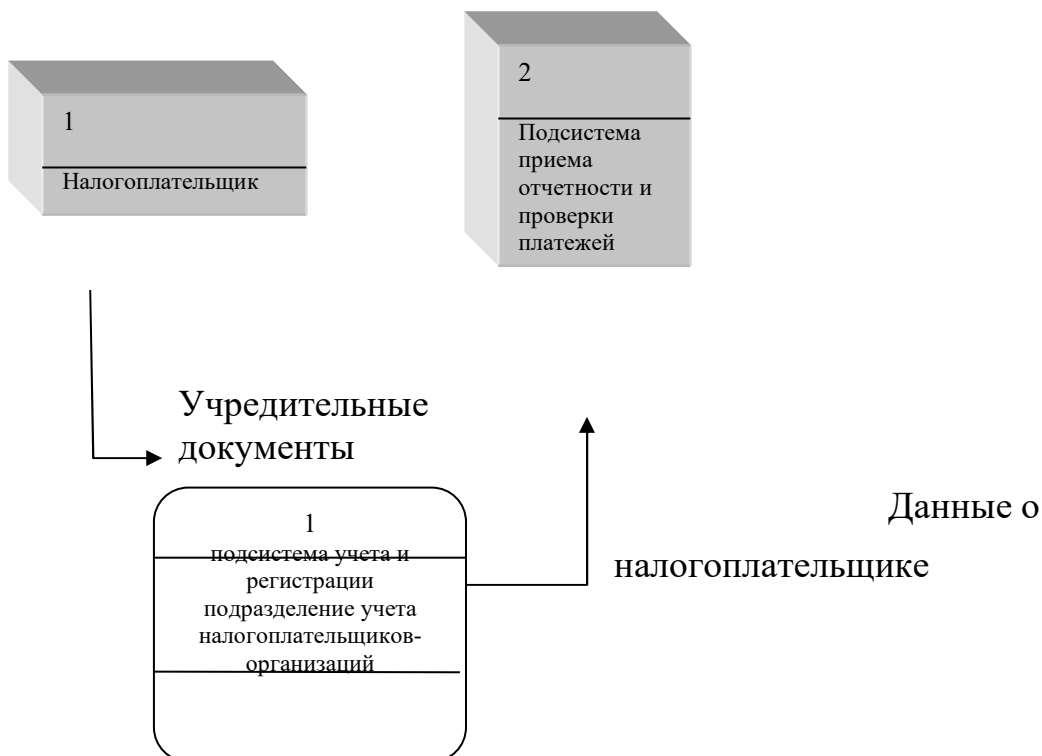 1
Налогоплательщик
2
Подсистема
приема
отчетности и
проверки
платежей
Учредительные
документы
1
подсистема учета и
регистрации
подразделение учета
налогоплательщиков-
организаций
Данные о
налогоплательщике